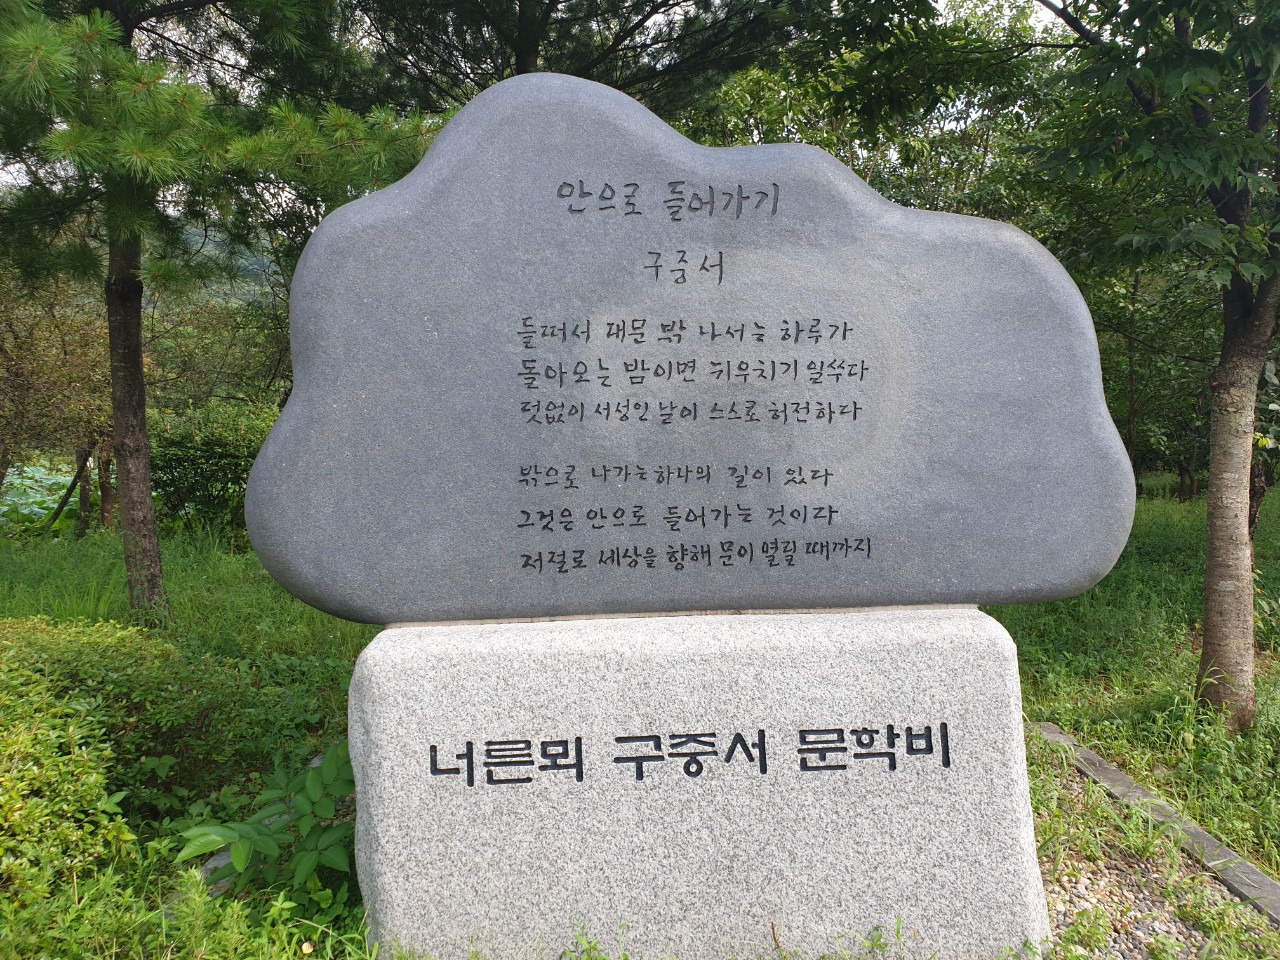 안으로 들어가기
구중서
들떠서 대문 밖 나서는 하루가
돌아오는 밤이면 뉘우치기 일쑤다
덧없이 서성인 날이 스스로 허전하다
밖으로 나가는 하나의 길이 있다
그것은 안으로 들어가는 것이다
저절로 세상을 향해 문이 열릴 때까지
너른뫼 구중서 문학비